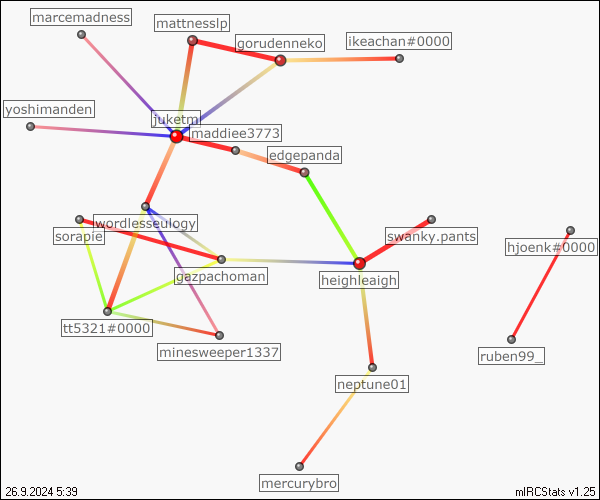 marcemadness
mattnesslp
gorudenneko
ikeachan#0000
yoshimanden
juketm
maddiee3773
edgepanda
wordlesseulogy
sorapie
swanky.pants
hjoenk#0000
gazpachoman
heighleaigh
tt5321#0000
minesweeper1337
ruben99_
neptune01
mercurybro
26.9.2024 5:39
mIRCStats v1.25